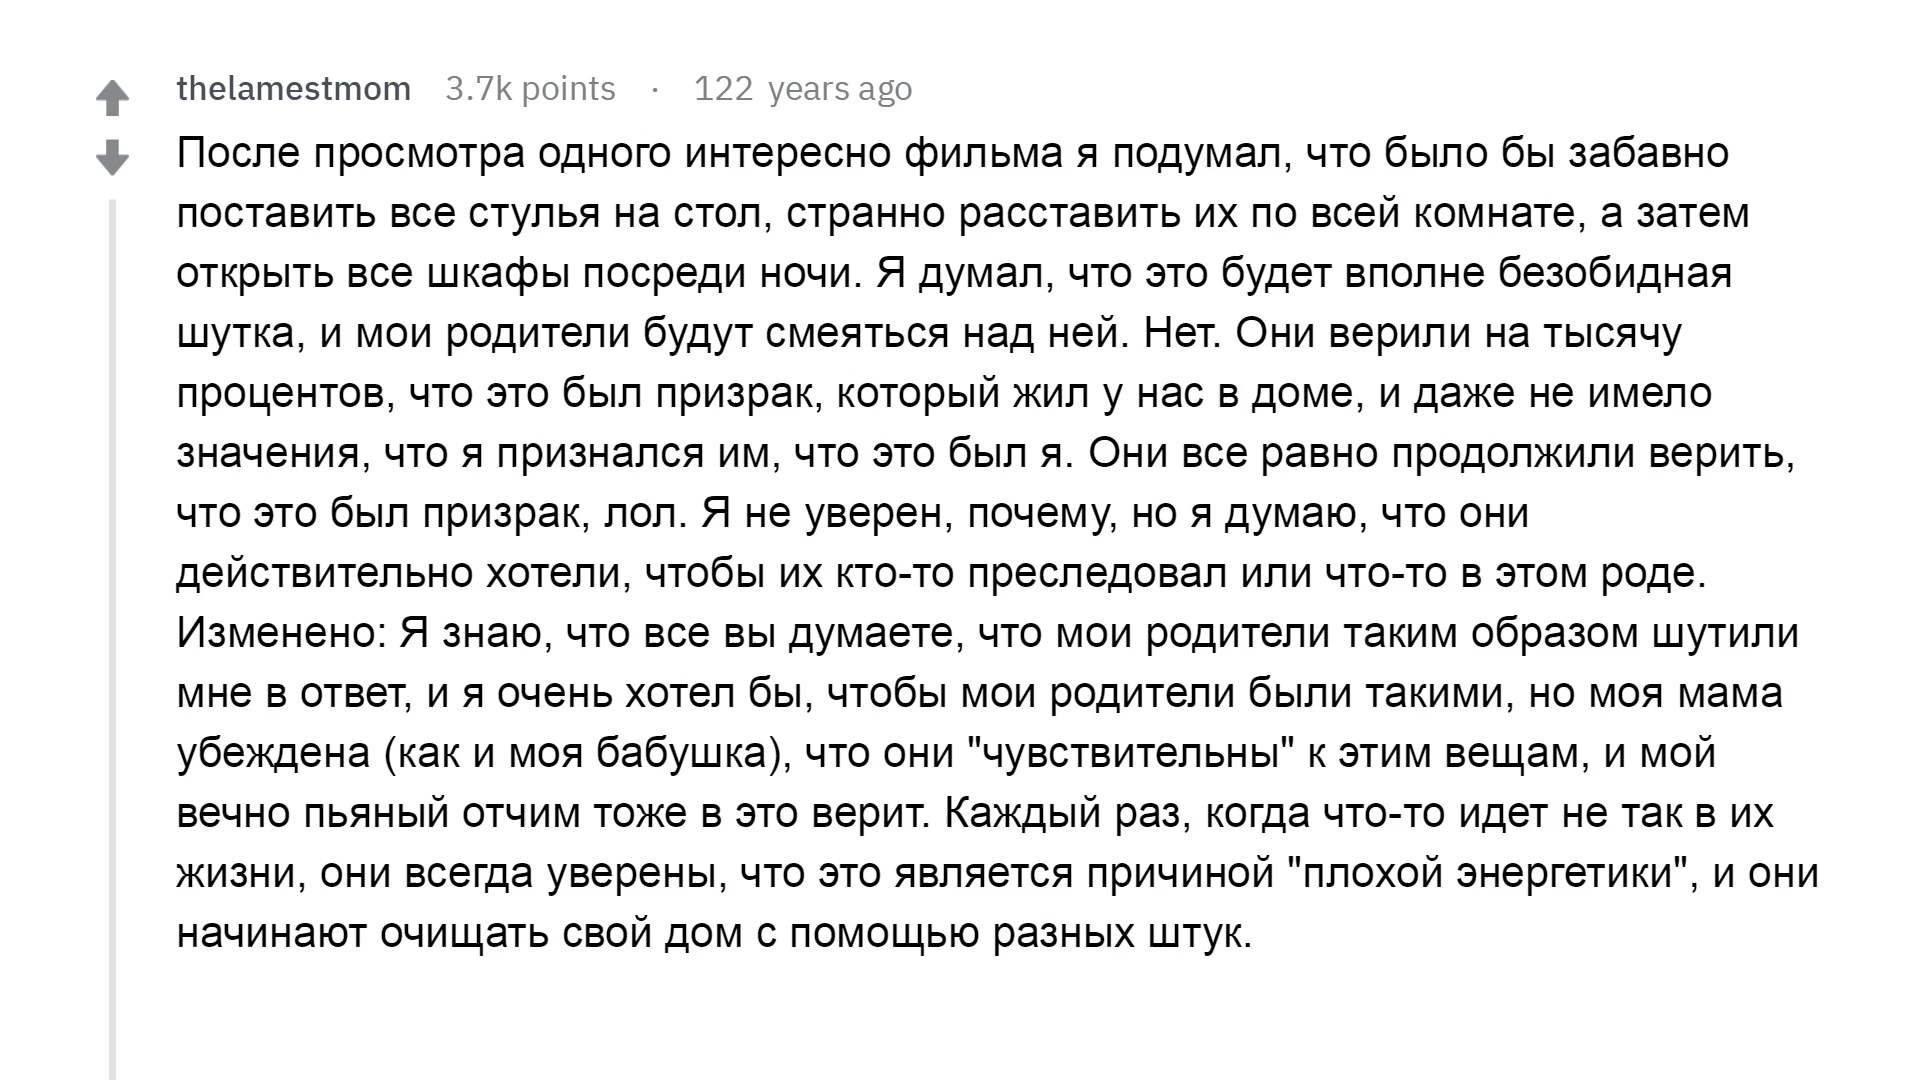 thelamestmom 3.7k points · 122 years ago
После просмотра одного интересно фильма я подумал, что было бы забавно
поставить все стулья на стол, странно расставить их по всей комнате, а затем
открыть все шкафы посреди ночи. Я думал, что это будет вполне безобидная
шутка, и мои родители будут смеяться над ней. Нет. Они верили на тысячу
процентов, что это был призрак, который жил у нас в доме, и даже не имело
значения, что я признался им, что это был я. Они все равно продолжили верить,
что это был призрак, лол. Я не уверен, почему, но я думаю, что они
действительно хотели, чтобы их кто-то преследовал или что-то в этом роде.
Изменено: Я знаю, что все вы думаете, что мои родители таким образом шутили
мне в ответ, и я очень хотел бы, чтобы мои родители были такими, но моя мама
убеждена (как и моя бабушка), что они "чувствительны" к этим вещам, и мой
вечно пьяный отчим тоже в это верит. Каждый раз, когда что-то идет не так в их
жизни, они всегда уверены, что это является причиной "плохой энергетики", и они
начинают очищать свой дом с помощью разных штук.